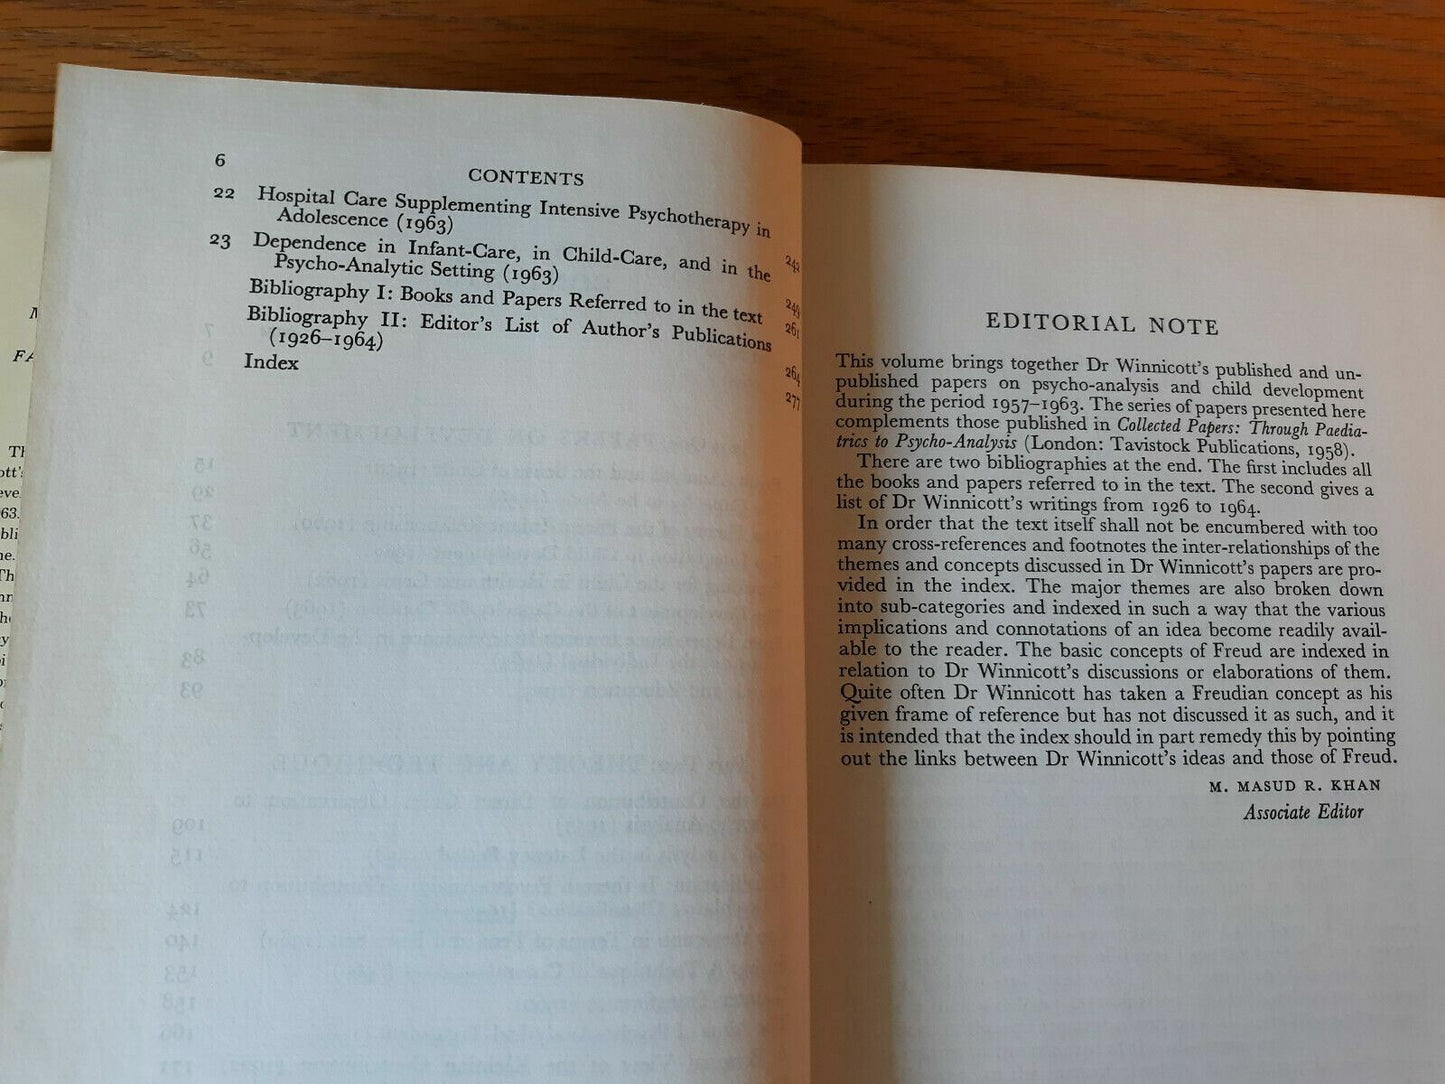 6
CONTENTS
22 Hospital Care Supplementing Intensive Psychotherapy in
Adolescence (1963) 242
23 Dependence in Infant-Care, in Child-Care, and in the
Psycho-Analytic Setting (1963) 249
Bibliography I: Books and Papers Referred to in the text 261
Bibliography II: Editor's List of Author's Publications
(1926–1964) 264
Index 277
EDITORIAL NOTE
This volume brings together Dr Winnicott's published and un-
published papers on psycho-analysis and child development
during the period 1957–1963. The series of papers presented here
complements those published in Collected Papers: Through Paedia-
trics to Psycho-Analysis (London: Tavistock Publications, 1958).
There are two bibliographies at the end. The first includes all
the books and papers referred to in the text. The second gives a
list of Dr Winnicott's writings from 1926 to 1964.
In order that the text itself shall not be encumbered with too
many cross-references and footnotes the inter-relationships of the
themes and concepts discussed in Dr Winnicott's papers are pro-
vided in the index. The major themes are also broken down
into sub-categories and indexed in such a way that the various
implications and connotations of an idea become readily avail-
able to the reader. The basic concepts of Freud are indexed in
relation to Dr Winnicott's discussions or elaborations of them.
Quite often Dr Winnicott has taken a Freudian concept as his
given frame of reference but has not discussed it as such, and it
is intended that the index should in part remedy this by pointing
out the links between Dr Winnicott's ideas and those of Freud.
M. MASUD R. KHAN
Associate Editor